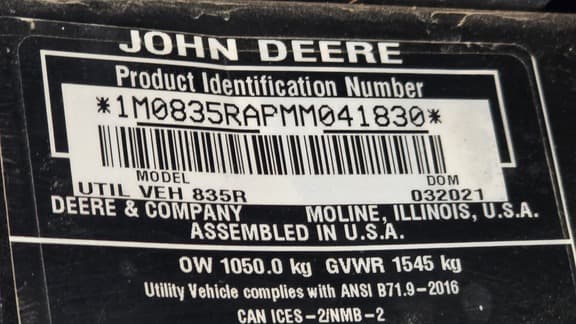 JOHN DEERE
Product Identification Number
*1M0835RAPMM041830*
MODEL DOM
UTIL VEH 835R 032021
DEERE & COMPANY MOLINE, ILLINOIS, U.S.A.
ASSEMBLED IN U.S.A.
OW 1050.0 kg GVWR 1545 kg
Utility Vehicle complies with ANSI B71.9-2016
CAN ICES-2/NMB-2